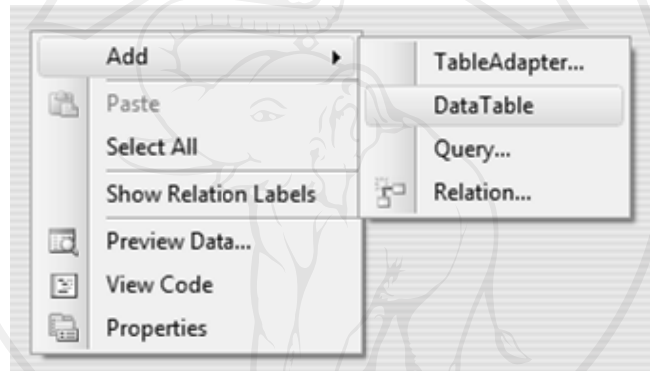 Add
Paste
Select All
Show Relation Labels
Preview Data...
View Code
Properties
TableAdapter...
DataTable
Query...
Relation...